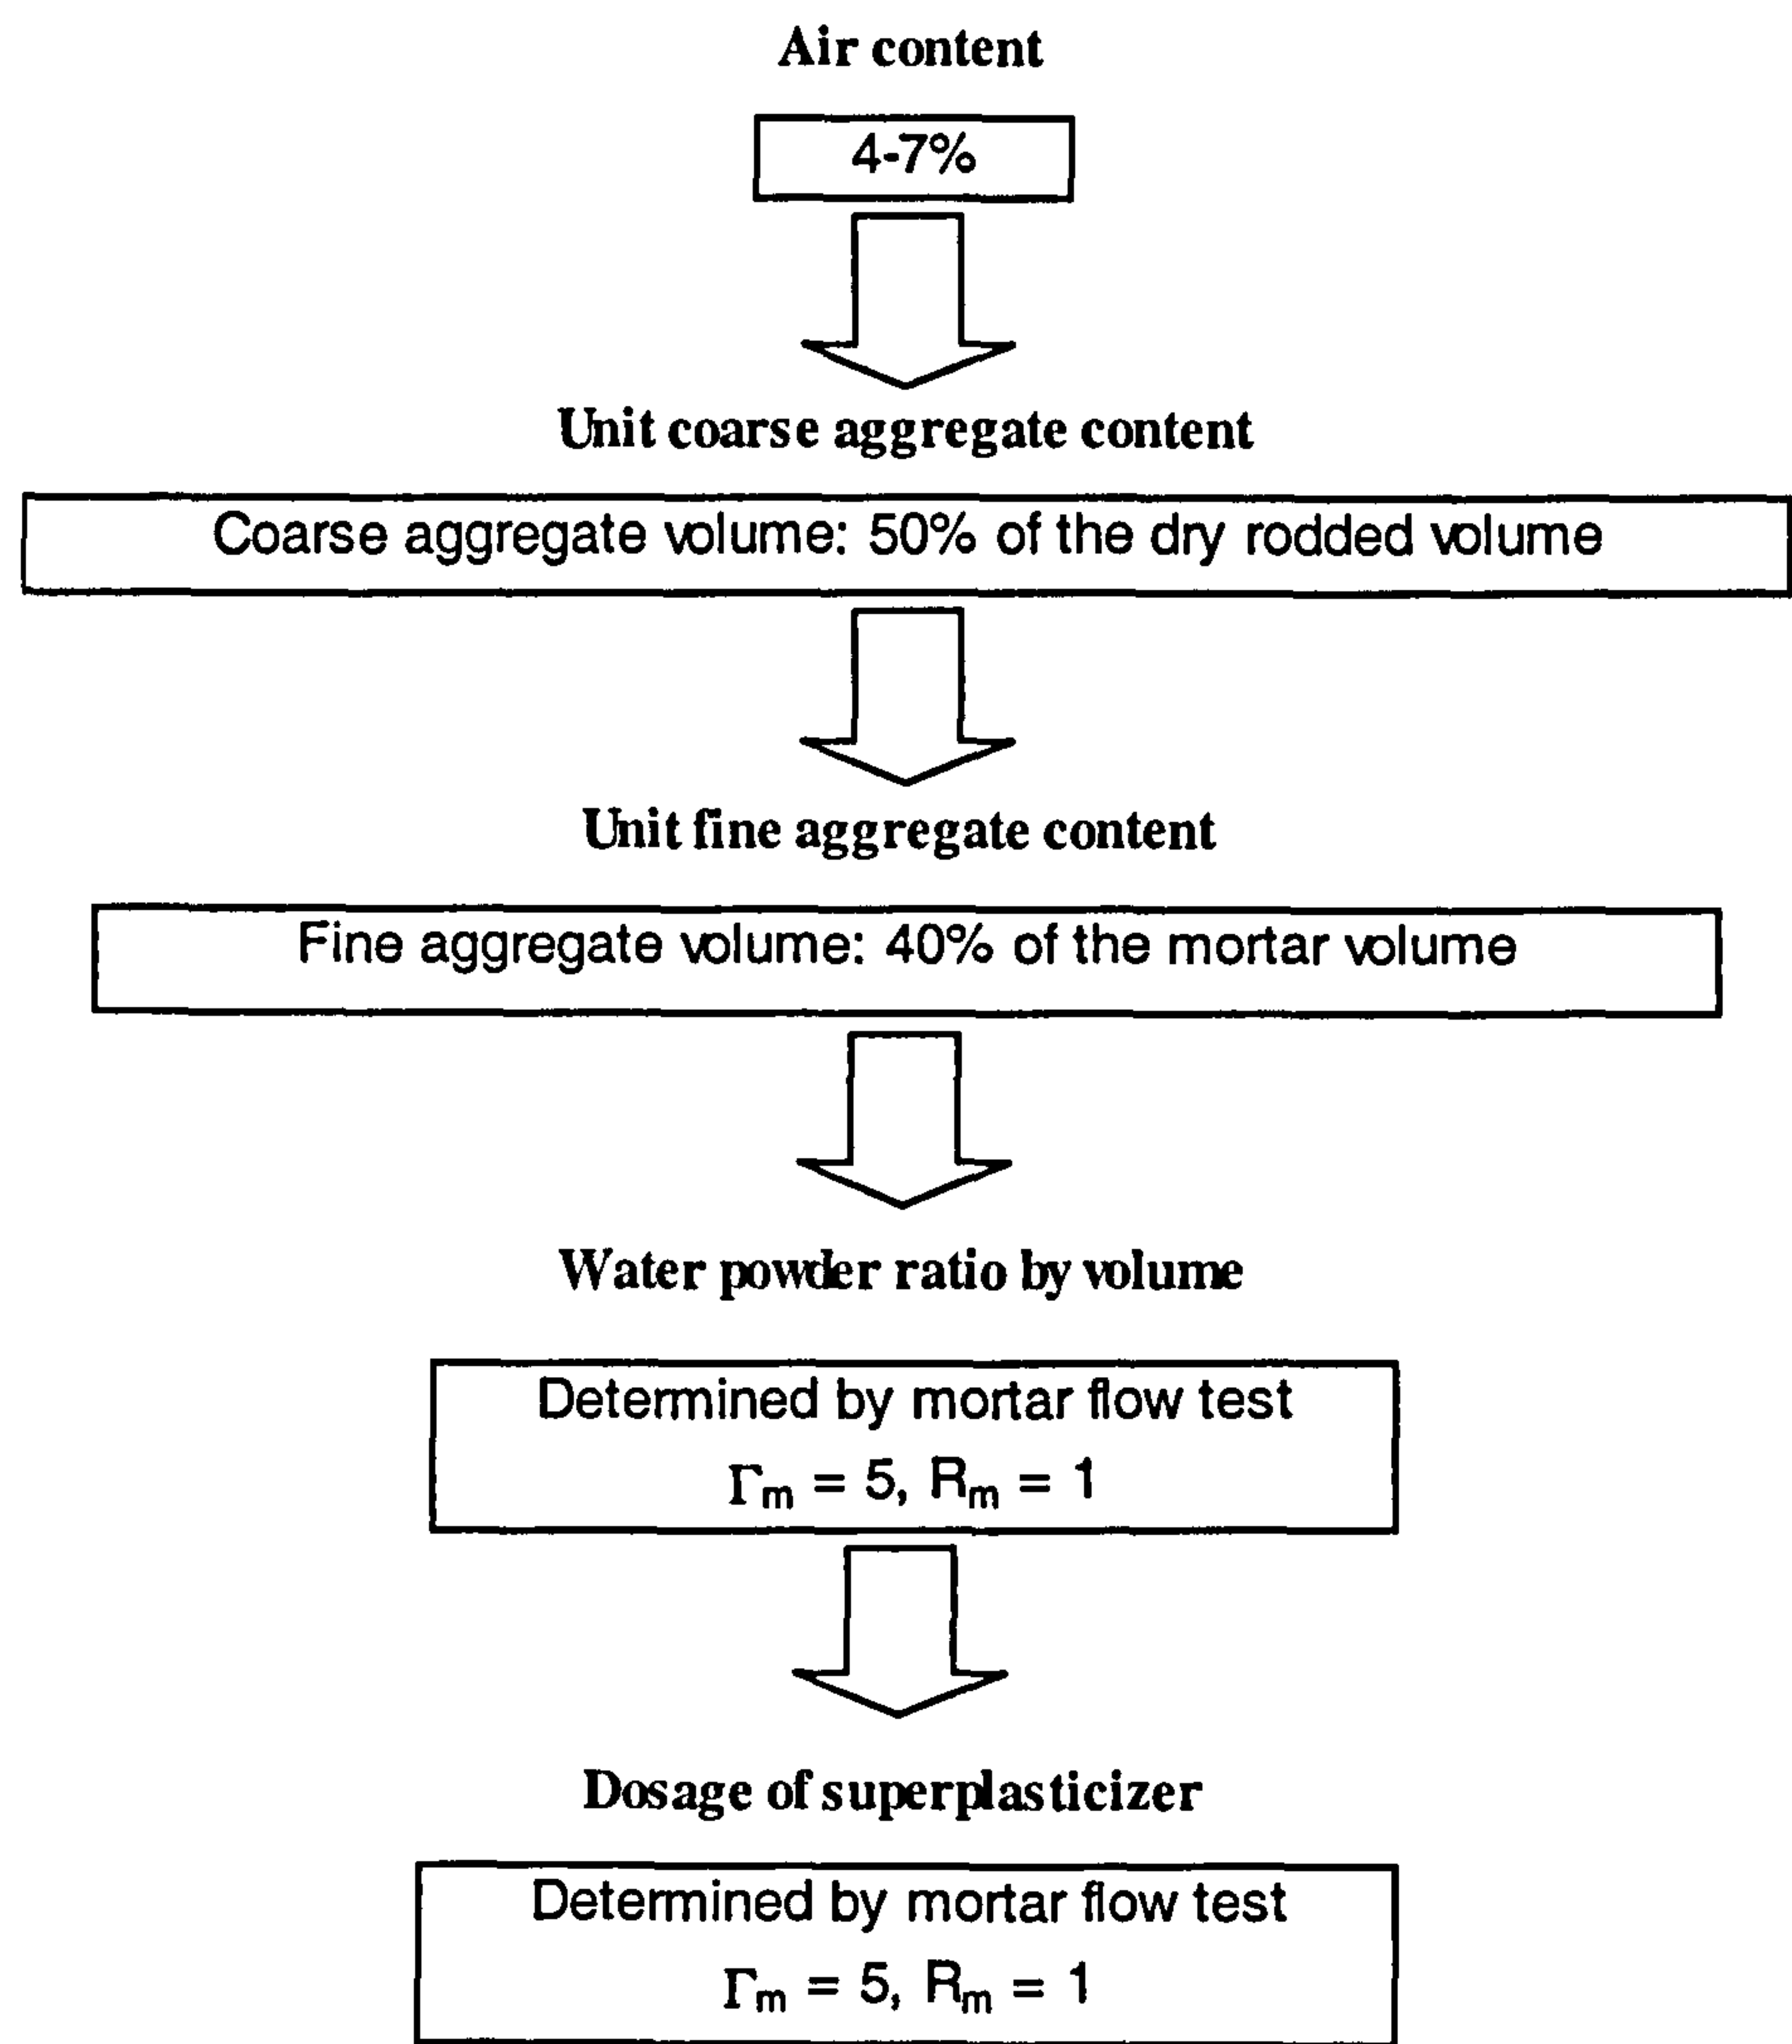 Air content
4-7%
Unit coarse aggregate content
Coarse aggregate volume: 50% of the dry rodded volume
Unit fine aggregate content
Fine aggregate volume: 40% of the mortar volume
Water powder ratio by volume
Determined by mortar flow test
Γm = 5, Rm = 1
Dosage of superplasticizer
Determined by mortar flow test
Γm = 5, Rm = 1